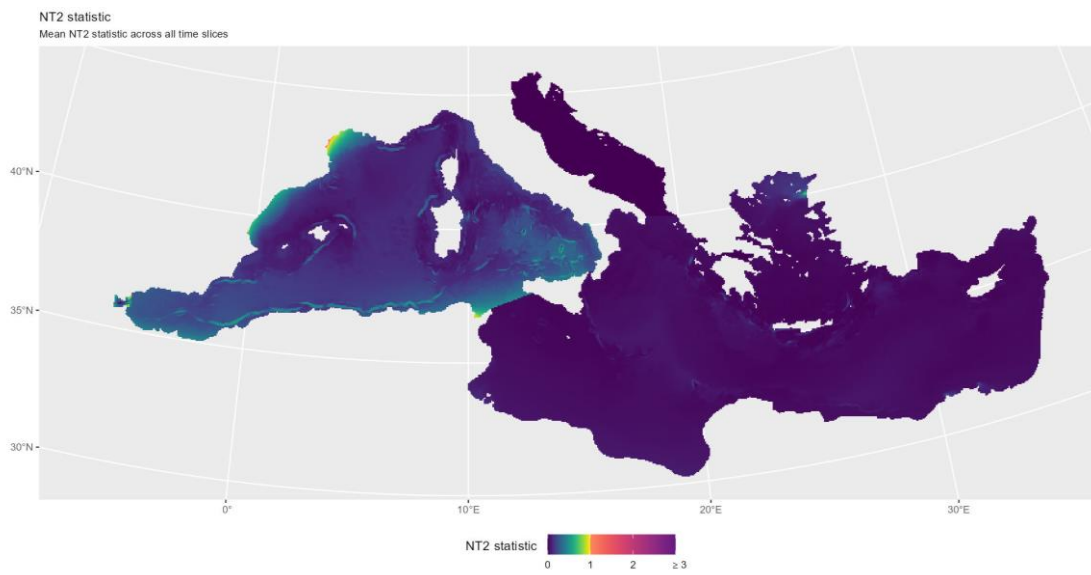 NT2 statistic
Mean NT2 statistic across all time slices
40°N
35°N
30°N
0°
10°E
20°E
30°E
NT2 statistic
0 1 2 ≥ 3